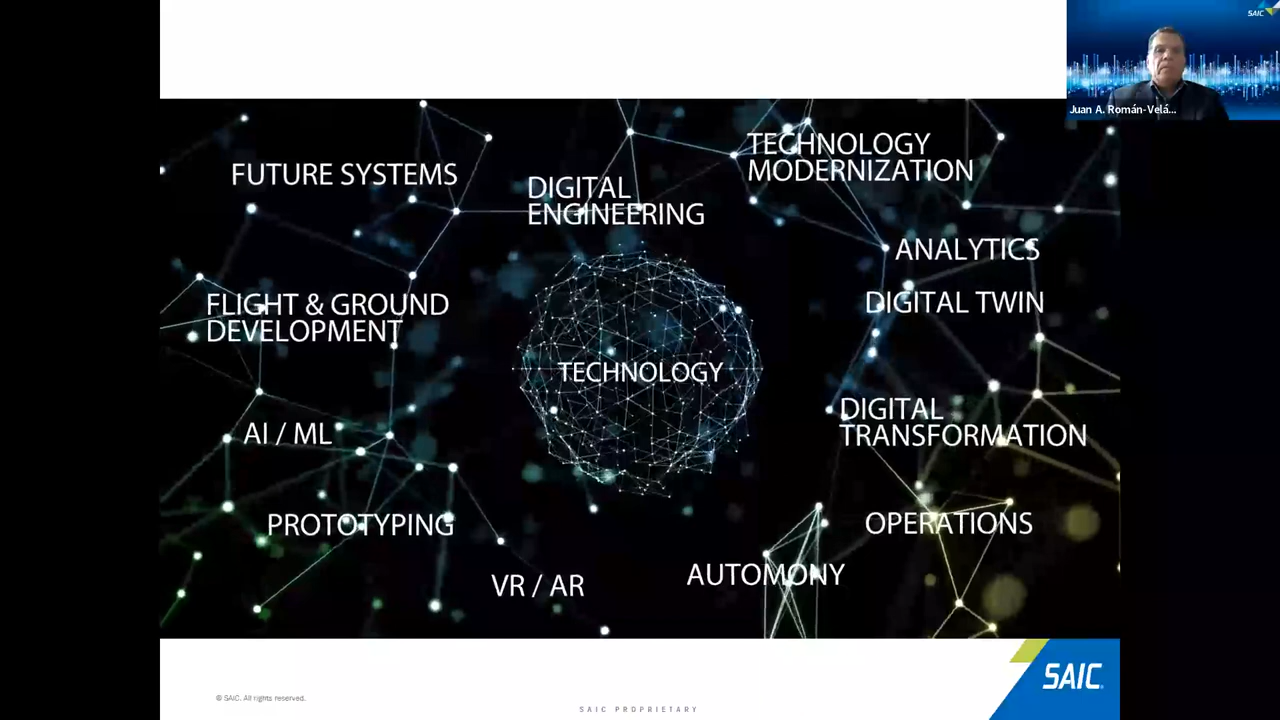 SAIC
Juan A. Román-Velá...
TECHNOLOGY
MODERNIZATION
FUTURE SYSTEMS
DIGITAL
ENGINEERING
ANALYTICS
FLIGHT & GROUND
DEVELOPMENT
DIGITAL TWIN
TECHNOLOGY
DIGITAL
TRANSFORMATION
AI / ML
PROTOTYPING
OPERATIONS
VR / AR
AUTOMONY
SAIC
© SAIC. All rights reserved.
SAIC PROPRIETARY